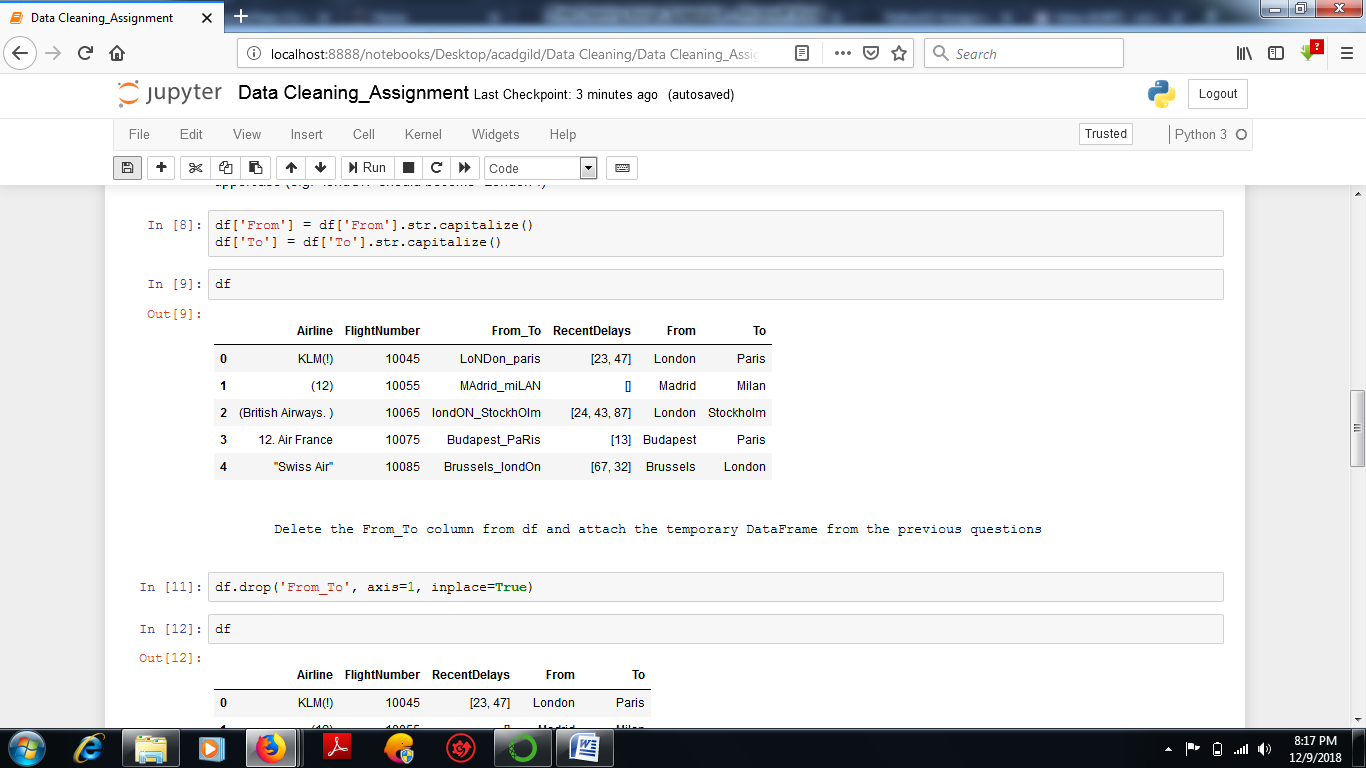 Data Cleaning_Assignment
localhost:8888/notebooks/Desktop/acadgild/Data Cleaning/Data Cleaning_Assig
Search
jupyter Data Cleaning_Assignment Last Checkpoint: 3 minutes ago (autosaved)
Logout
File Edit View Insert Cell Kernel Widgets Help
Trusted
Python 3
Run
Code
In [8]: df['From'] = df['From'].str.capitalize()
df['To'] = df['To'].str.capitalize()
In [9]: df
Out[9]:
Airline FlightNumber From_To RecentDelays From To
0 KLM(!) 10045 LoNDon_paris [23, 47] London Paris
1 (12) 10055 MAdrid_miLAN [] Madrid Milan
2 (British Airways. ) 10065 londON_StockhOlm [24, 43, 87] London Stockholm
3 12. Air France 10075 Budapest_PaRis [13] Budapest Paris
4 "Swiss Air" 10085 Brussels_londOn [67, 32] Brussels London
Delete the From_To column from df and attach the temporary DataFrame from the previous questions
In [11]: df.drop('From_To', axis=1, inplace=True)
In [12]: df
Out[12]:
Airline FlightNumber RecentDelays From To
0 KLM(!) 10045 [23, 47] London Paris
8:17 PM
12/9/2018